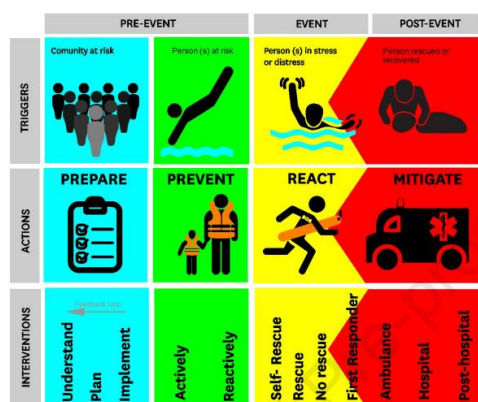 PRE-EVENT
EVENT
POST-EVENT
TRIGGERS
Comunity at risk
Person (s) at risk
Person (s) in stress
or distress
Person rescued or
recovered
ACTIONS
PREPARE
PREVENT
REACT
MITIGATE
INTERVENTIONS
Feedback loop
Understand
Plan
Implement
Actively
Reactively
Self- Rescue
Rescue
No rescue
First Responder
Ambulance
Hospital
Post-hospital